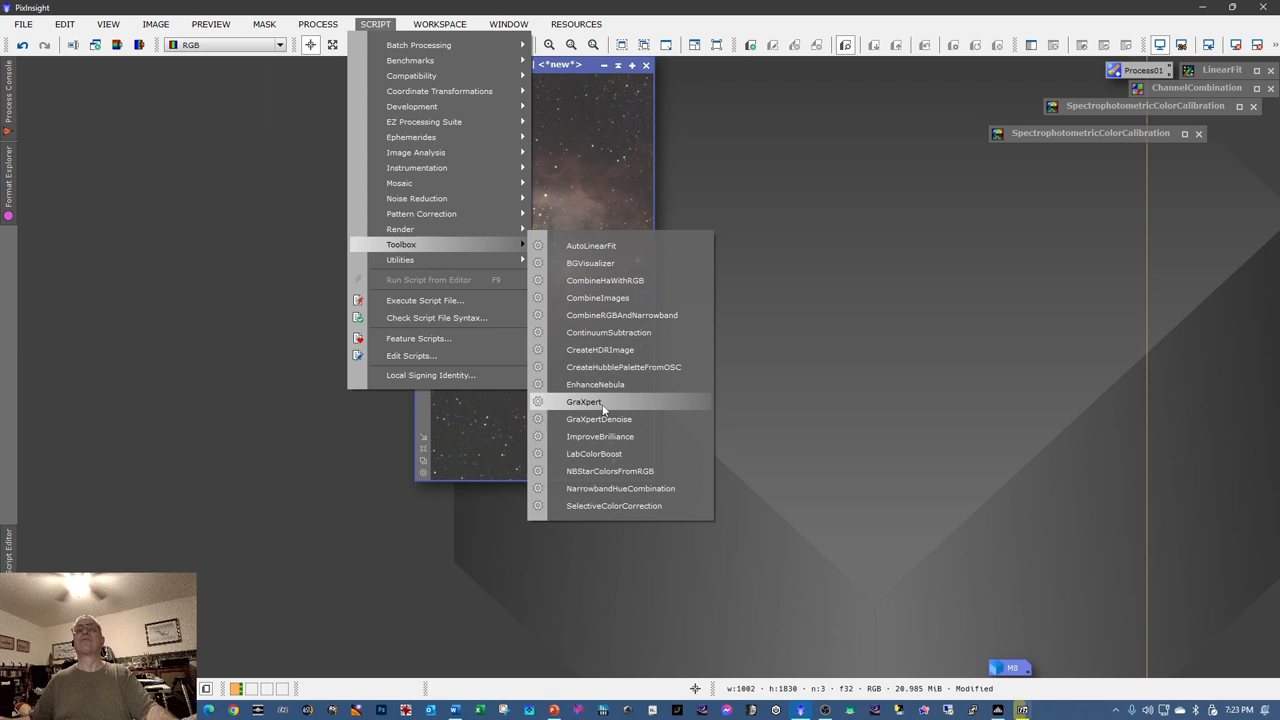 PixInsight
FILE EDIT VIEW IMAGE PREVIEW MASK PROCESS SCRIPT WORKSPACE WINDOW RESOURCES
RGB
Process Console
Format Explorer
Script Editor
Batch Processing
Benchmarks
Compatibility
Coordinate Transformations
Development
EZ Processing Suite
Ephemerides
Image Analysis
Instrumentation
Mosaic
Noise Reduction
Pattern Correction
Render
Toolbox
Utilities
Run Script from Editor F9
Execute Script File...
Check Script File Syntax...
Feature Scripts...
Edit Scripts...
Local Signing Identity...
<*new*>
AutoLinearFit
BGVisualizer
CombineHaWithRGB
CombineImages
CombineRGBAndNarrowband
ContinuumSubtraction
CreateHDRImage
CreateHubblePaletteFromOSC
EnhanceNebula
GraXpert
GraXpertDenoise
ImproveBrilliance
LabColorBoost
NBStarColorsFromRGB
NarrowbandHueCombination
SelectiveColorCorrection
Process01
LinearFit
ChannelCombination
SpectrophotometricColorCalibration
SpectrophotometricColorCalibration
M8
w:1002 · h:1830 · n:3 · f32 · RGB · 20.985 MiB · Modified
7:23 PM